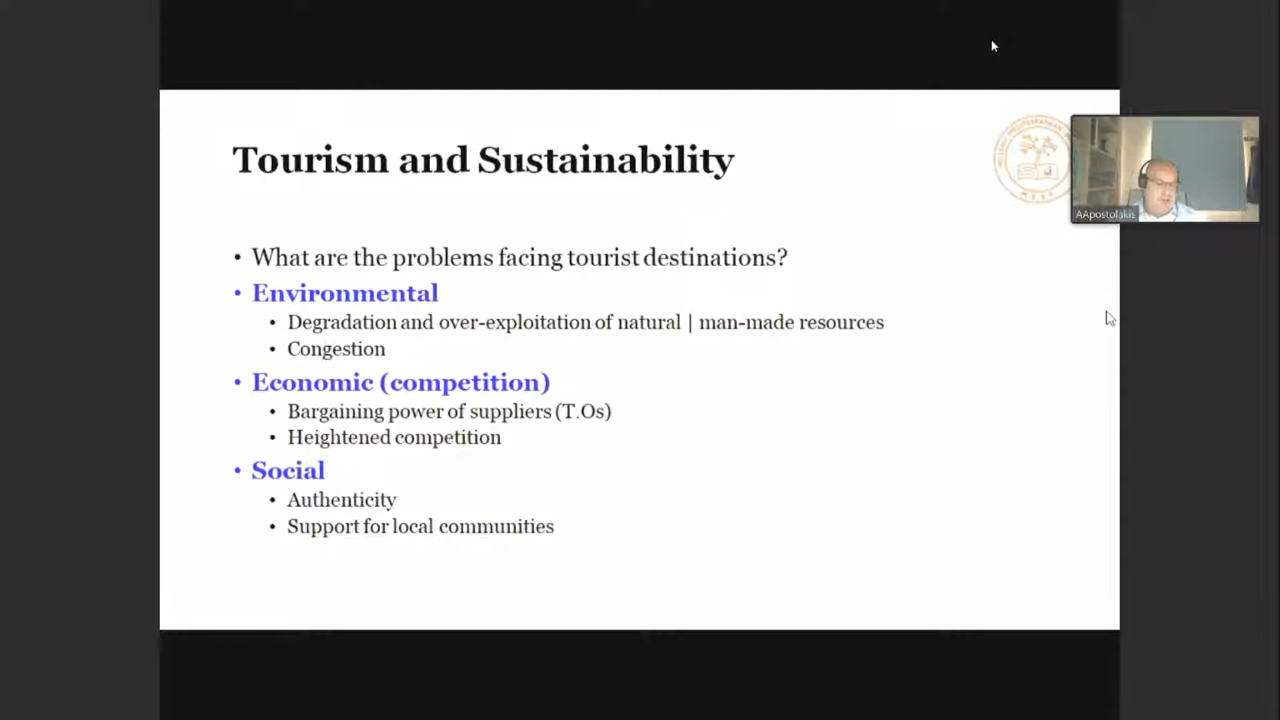 Tourism and Sustainability
AApostolakis
• What are the problems facing tourist destinations?
• Environmental
• Degradation and over-exploitation of natural | man-made resources
• Congestion
• Economic (competition)
• Bargaining power of suppliers (T.Os)
• Heightened competition
• Social
• Authenticity
• Support for local communities